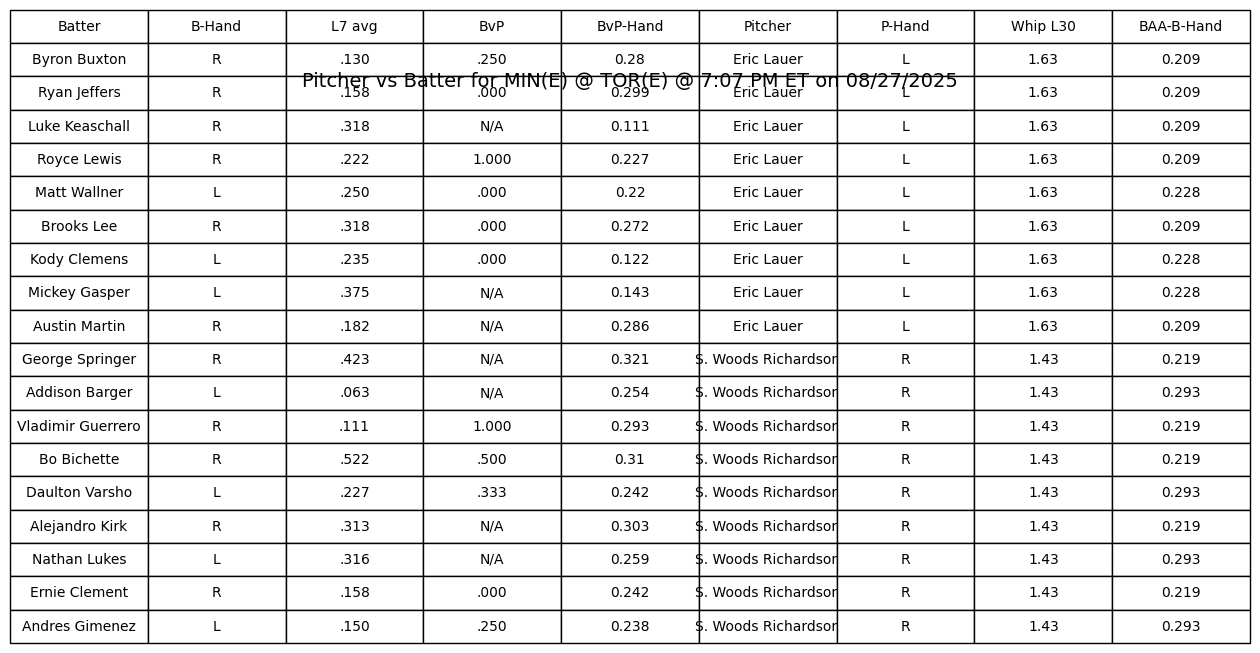 Batter B-Hand L7 avg BvP BvP-Hand Pitcher P-Hand Whip L30 BAA-B-Hand
Byron Buxton R .130 .250 0.28 Eric Lauer L 1.63 0.209
Pitcher vs Batter for MIN(E) @ TOR(E) @ 7:07 PM ET on 08/27/2025
Ryan Jeffers R .158 .000 0.299 Eric Lauer L 1.63 0.209
Luke Keaschall R .318 N/A 0.111 Eric Lauer L 1.63 0.209
Royce Lewis R .222 1.000 0.227 Eric Lauer L 1.63 0.209
Matt Wallner L .250 .000 0.22 Eric Lauer L 1.63 0.228
Brooks Lee R .318 .000 0.272 Eric Lauer L 1.63 0.209
Kody Clemens L .235 .000 0.122 Eric Lauer L 1.63 0.228
Mickey Gasper L .375 N/A 0.143 Eric Lauer L 1.63 0.228
Austin Martin R .182 N/A 0.286 Eric Lauer L 1.63 0.209
George Springer R .423 N/A 0.321 S. Woods Richardson R 1.43 0.219
Addison Barger L .063 N/A 0.254 S. Woods Richardson R 1.43 0.293
Vladimir Guerrero R .111 1.000 0.293 S. Woods Richardson R 1.43 0.219
Bo Bichette R .522 .500 0.31 S. Woods Richardson R 1.43 0.219
Daulton Varsho L .227 .333 0.242 S. Woods Richardson R 1.43 0.293
Alejandro Kirk R .313 N/A 0.303 S. Woods Richardson R 1.43 0.219
Nathan Lukes L .316 N/A 0.259 S. Woods Richardson R 1.43 0.293
Ernie Clement R .158 .000 0.242 S. Woods Richardson R 1.43 0.219
Andres Gimenez L .150 .250 0.238 S. Woods Richardson R 1.43 0.293